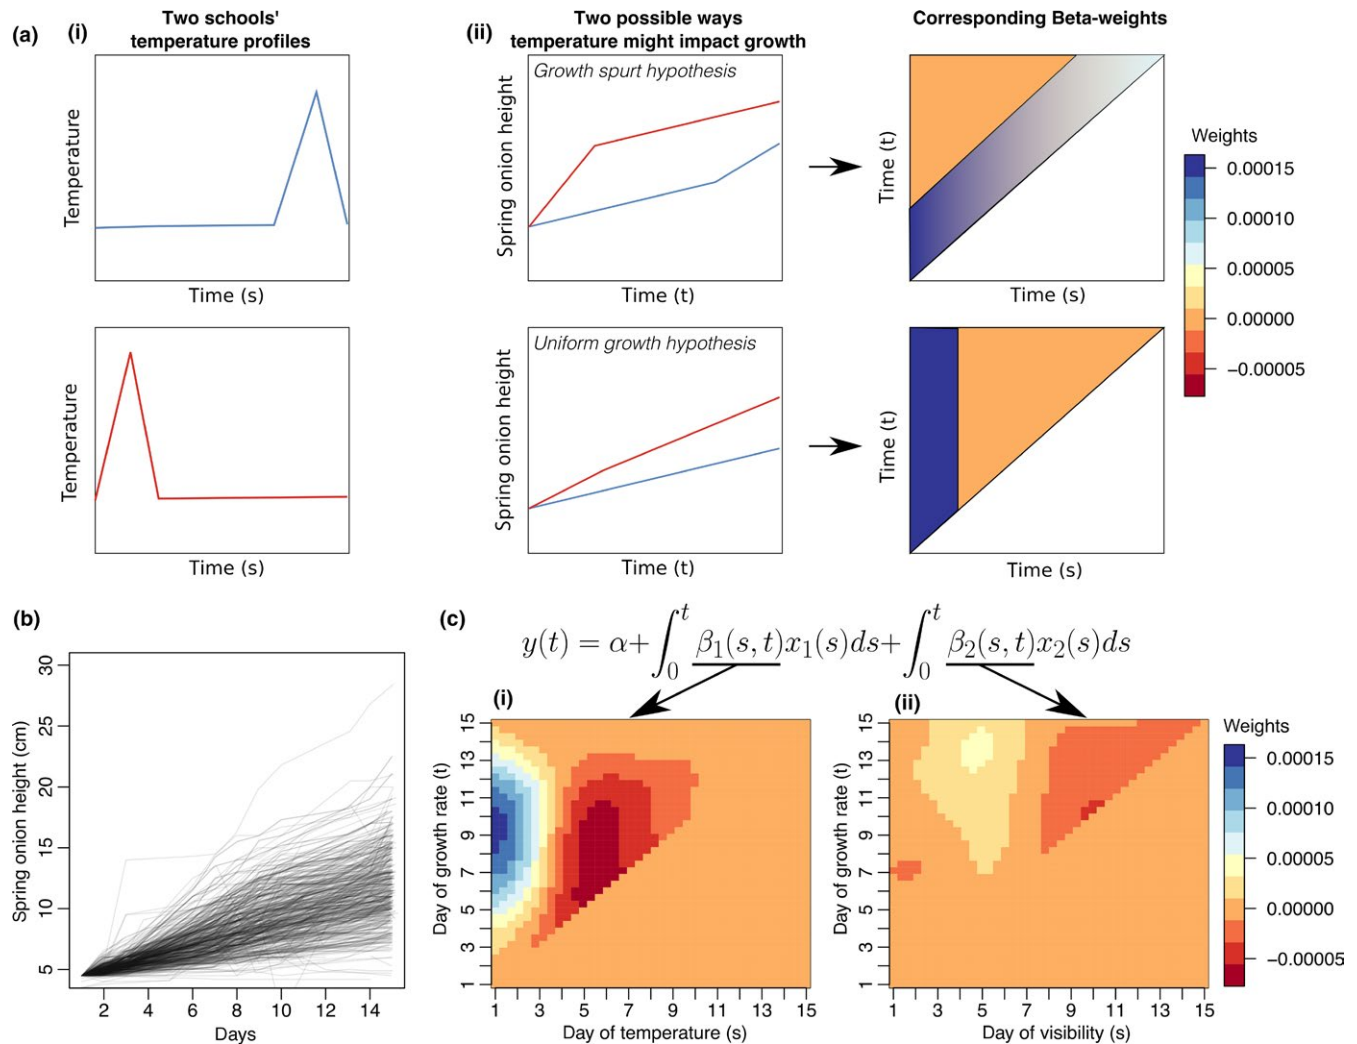 (a)
(i)
Two schools'
temperature profiles
Temperature
Time (s)
Temperature
Time (s)
(ii)
Two possible ways
temperature might impact growth
Growth spurt hypothesis
Spring onion height
Time (t)
Uniform growth hypothesis
Spring onion height
Time (t)
Corresponding Beta-weights
Time (t)
Time (s)
Time (t)
Time (s)
Weights
0.00015
0.00010
0.00005
0.00000
−0.00005
(b)
Spring onion height (cm)
30
25
20
15
10
5
2 4 6 8 10 12 14
Days
(c)
y(t) = α+ ∫₀ᵗ β₁(s, t)x₁(s)ds+ ∫₀ᵗ β₂(s, t)x₂(s)ds
(i)
Day of growth rate (t)
15
13
11
9
7
5
3
1
1 3 5 7 9 11 13 15
Day of temperature (s)
(ii)
Day of growth rate (t)
15
13
11
9
7
5
3
1
1 3 5 7 9 11 13 15
Day of visibility (s)
Weights
0.00015
0.00010
0.00005
0.00000
−0.00005